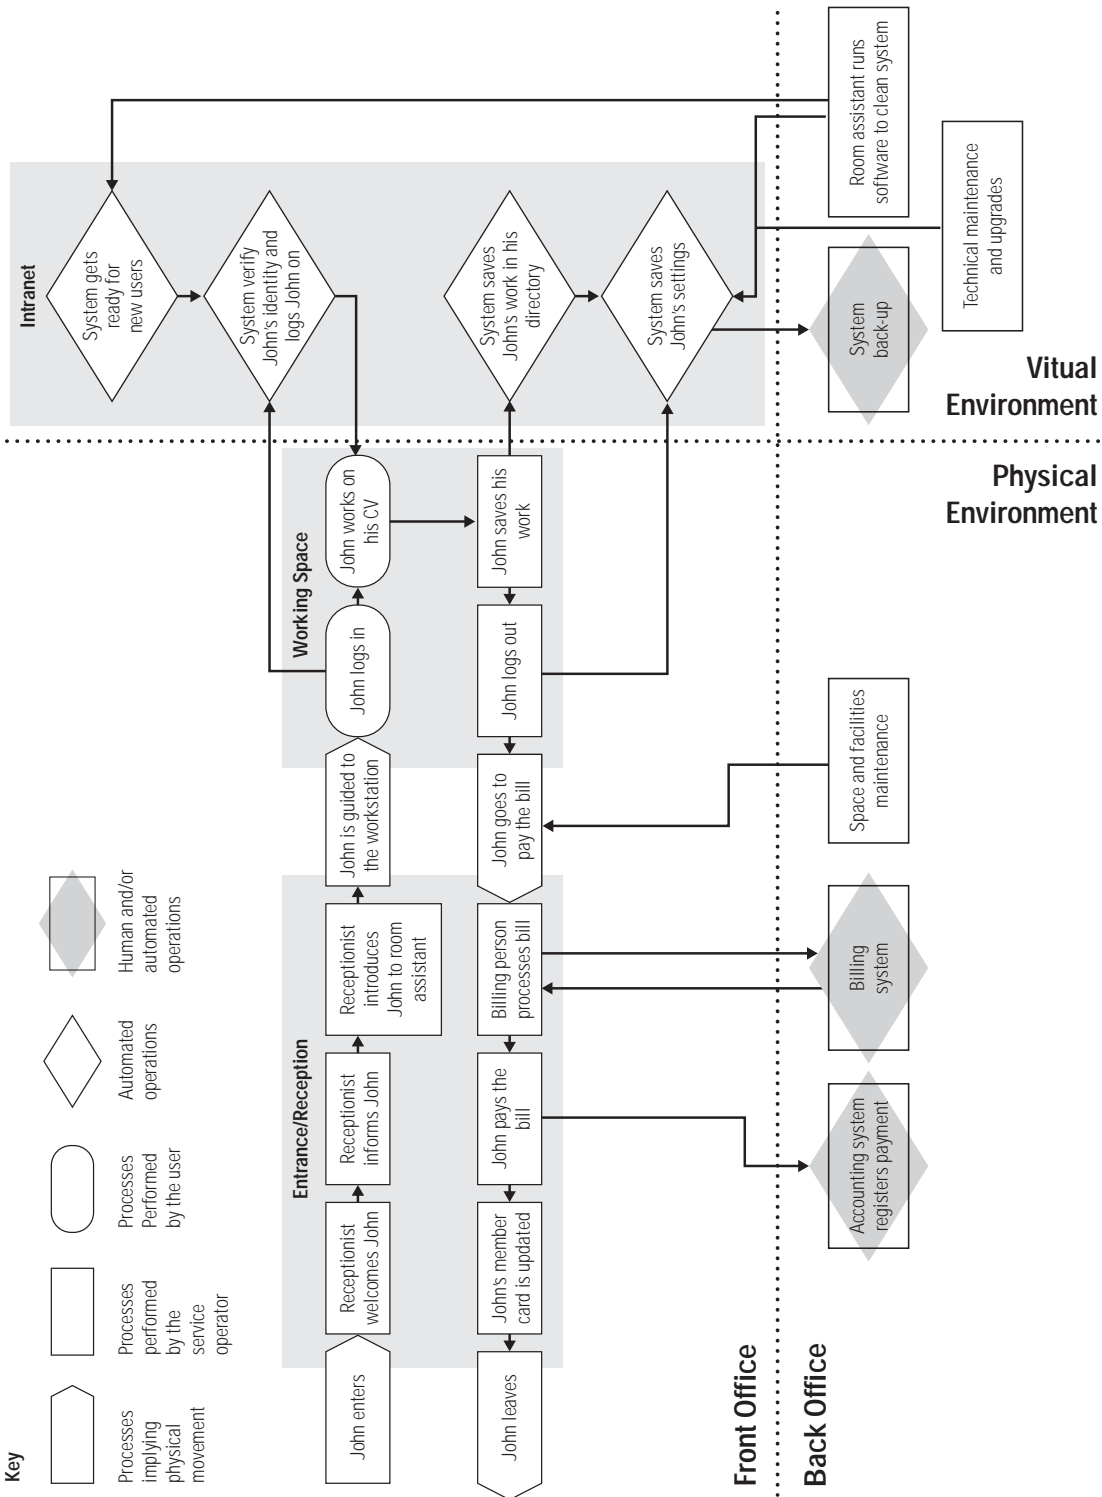 Key
Processes
implying
physical
movement
Processes
performed
by the
service
operator
Processes
Performed
by the user
Automated
operations
Human and/or
automated
operations
Intranet
System gets
ready for
new users
System verify
John's identity and
logs John on
System saves
John's work in his
directory
System saves
John's settings
Entrance/Reception
Working Space
John enters
Receptionist
welcomes John
Receptionist
informs John
Receptionist
introduces
John to room
assistant
John is guided to
the workstation
John logs in
John works on
his CV
John saves his
work
John logs out
John goes to
pay the bill
Billing person
processes bill
John pays the
bill
John's member
card is updated
John leaves
Front Office
Back Office
Accounting system
registers payment
Billing
system
Space and facilities
maintenance
System
back-up
Room assistant runs
software to clean system
Technical maintenance
and upgrades
Physical
Environment
Vitual
Environment